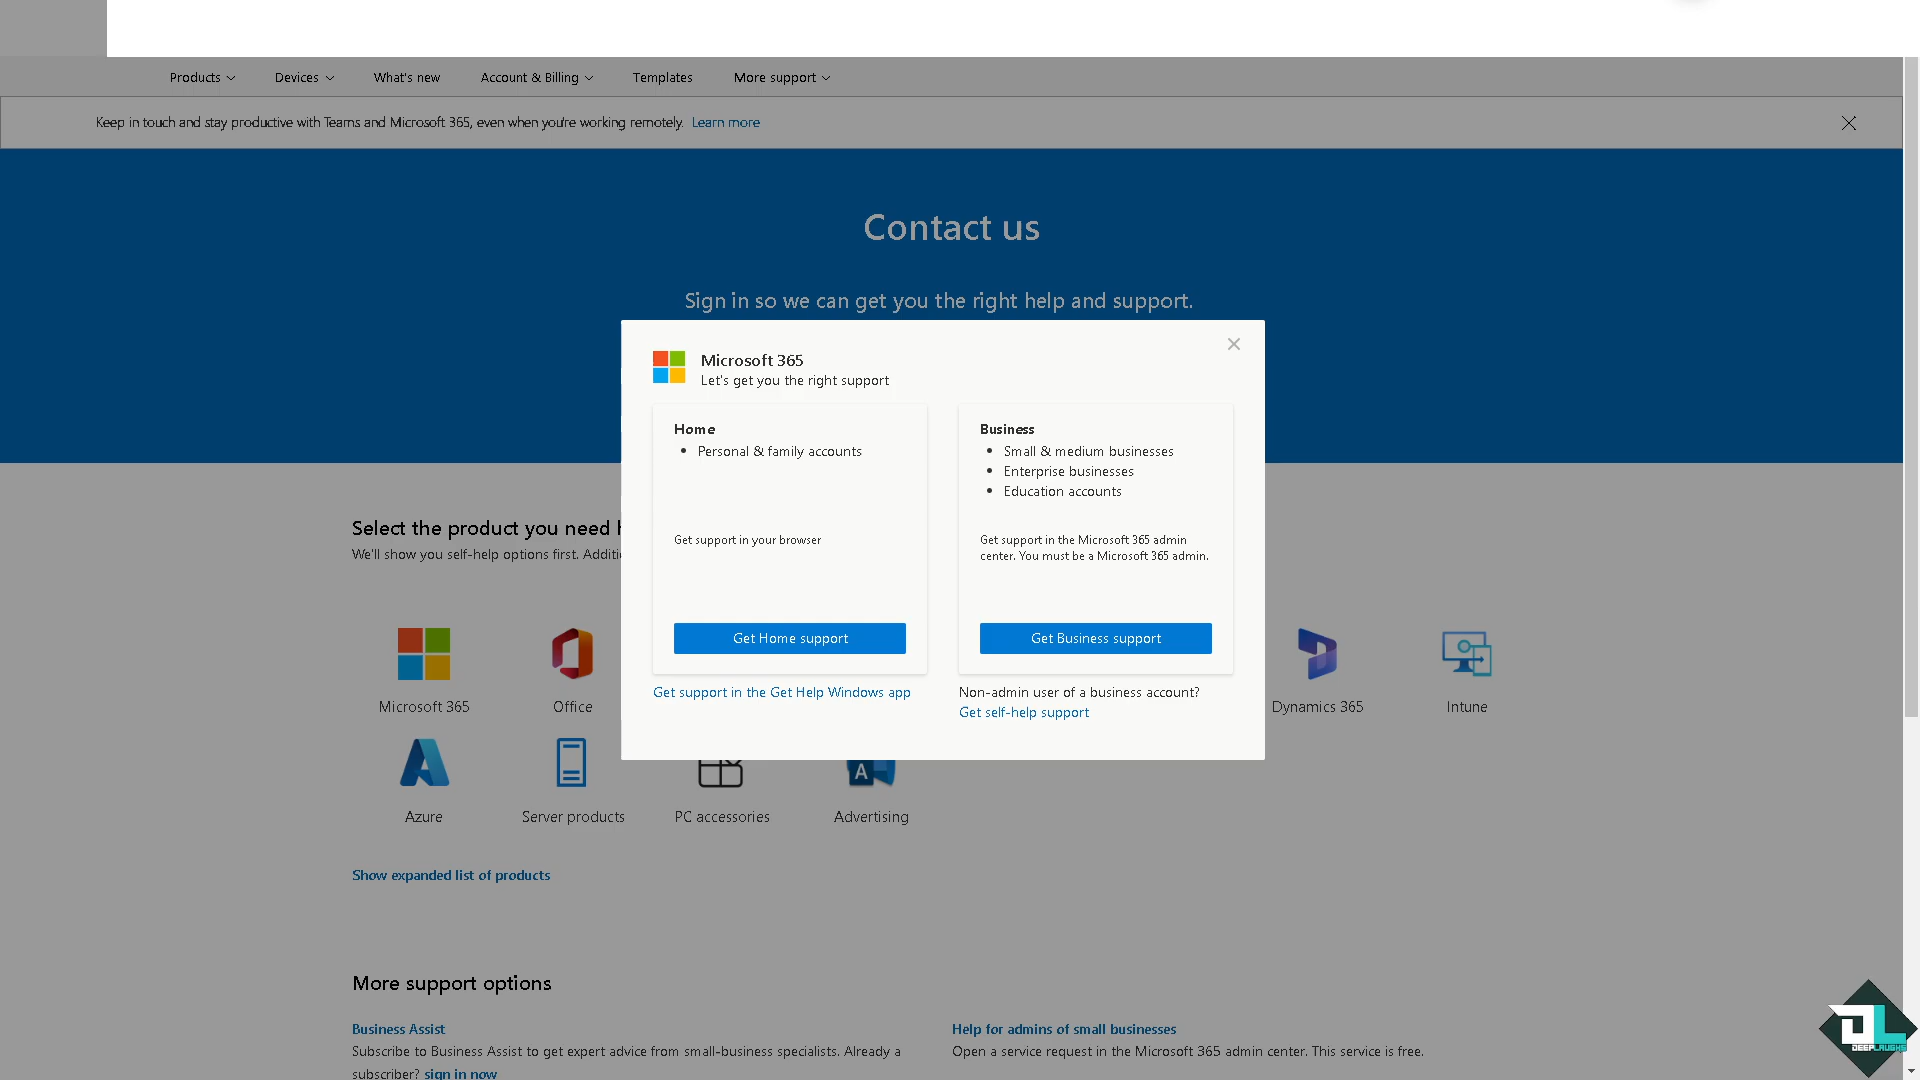 Products
Devices
What's new
Account & Billing
Templates
More support
Keep in touch and stay productive with Teams and Microsoft 365, even when you're working remotely. Learn more
Contact us
Sign in so we can get you the right help and support.
Microsoft 365
Let's get you the right support
Home
Personal & family accounts
Get support in your browser
Get Home support
Get support in the Get Help Windows app
Business
Small & medium businesses
Enterprise businesses
Education accounts
Get support in the Microsoft 365 admin
center. You must be a Microsoft 365 admin.
Get Business support
Non-admin user of a business account?
Get self-help support
Select the product you need
We'll show you self-help options first.
Microsoft 365
Office
Dynamics 365
Intune
Azure
Server products
PC accessories
A
Advertising
Show expanded list of products
More support options
Business Assist
Subscribe to Business Assist to get expert advice from small-business specialists. Already a
subscriber? sign in now
Help for admins of small businesses
Open a service request in the Microsoft 365 admin center. This service is free.
DL
DEEPLAUGHS